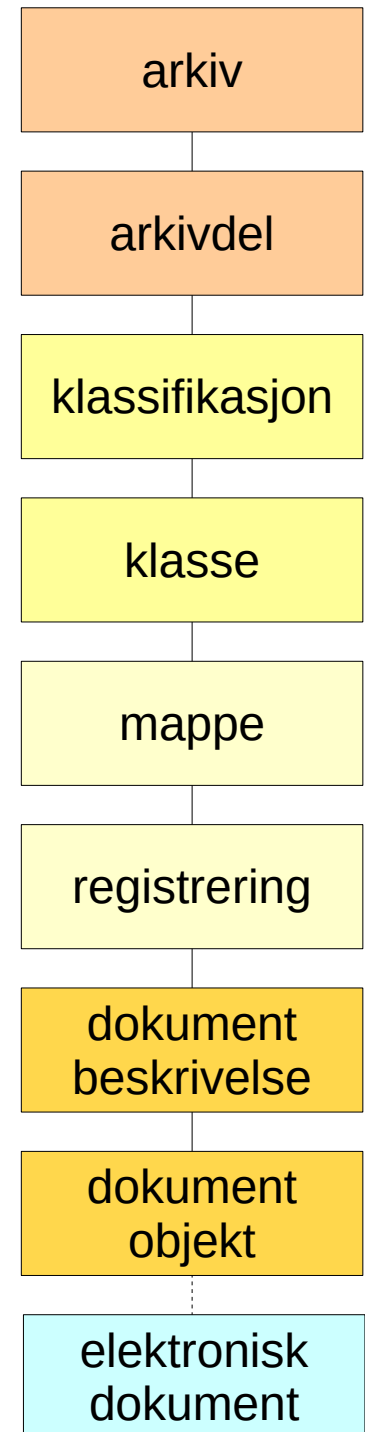 arkiv
arkivdel
klassifikasjon
klasse
mappe
registrering
dokument
beskrivelse
dokument
objekt
elektronisk
dokument